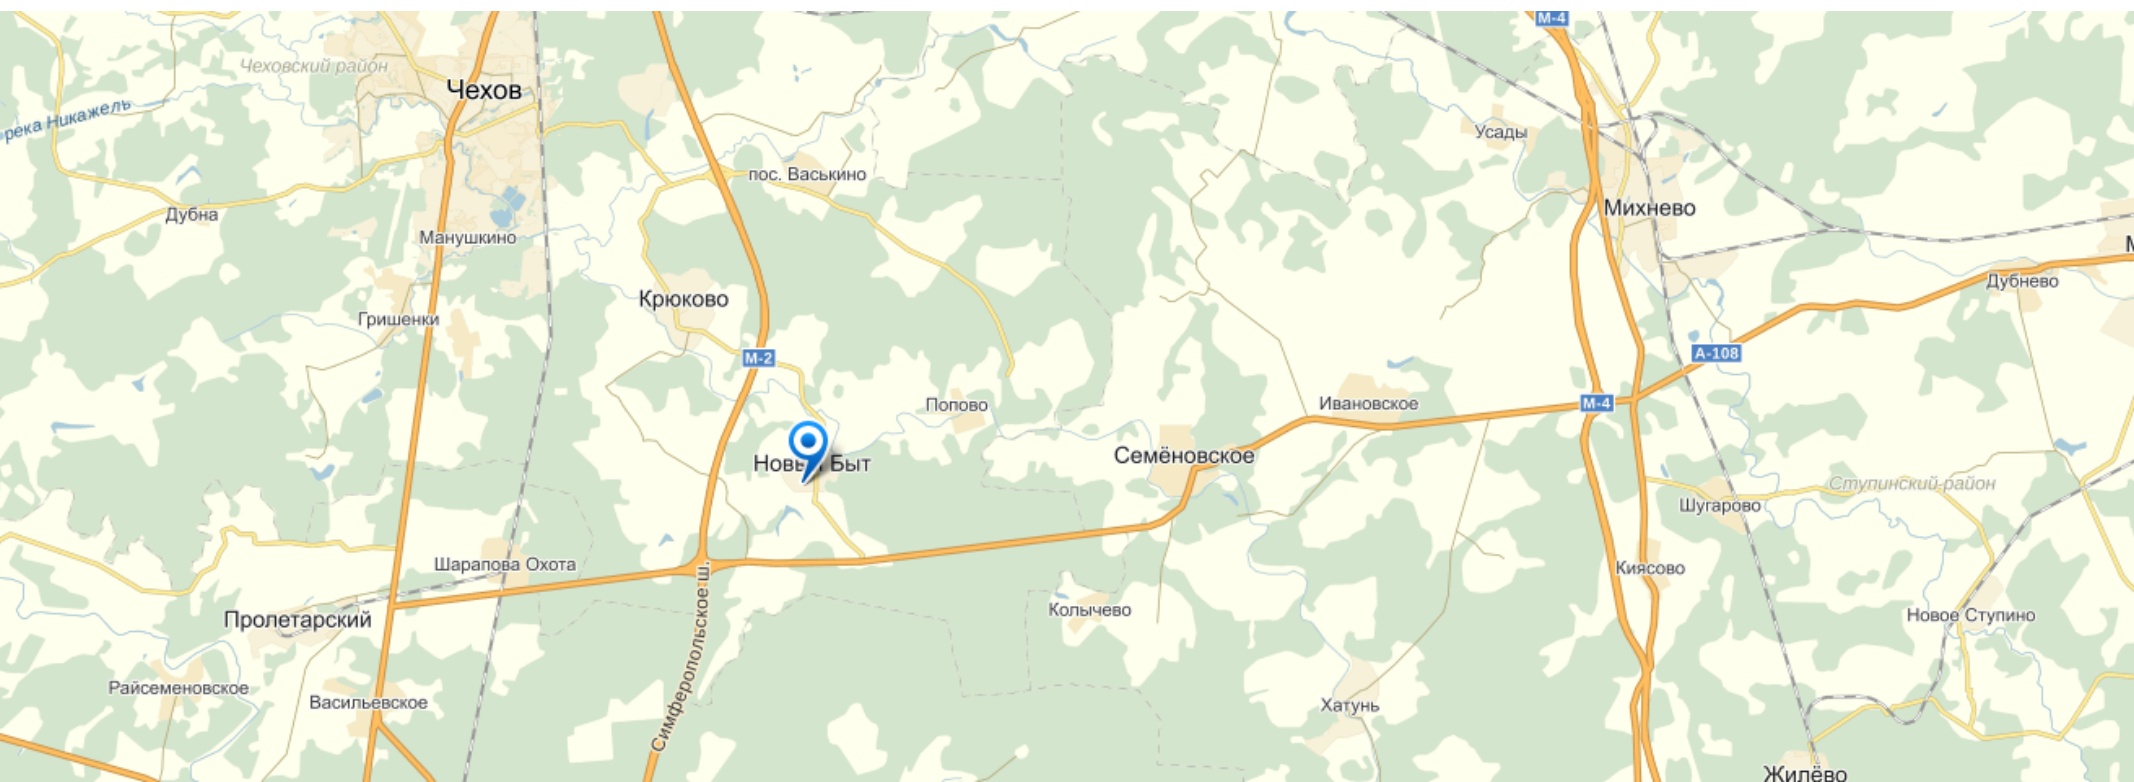 М-4
Чеховский район
Чехов
река Никажель
Усады
пос. Васькино
Дубна
Михнево
Манушкино
Дубнево
Крюково
Гришенки
М-2
А-108
Попово
Ивановское
М-4
Новый Быт
Семёновское
Ступинский район
Шугарово
Шарапова Охота
Киясово
Пролетарский
Колычево
Новое Ступино
Симферопольское ш.
Райсеменовское
Васильевское
Хатунь
Жилёво